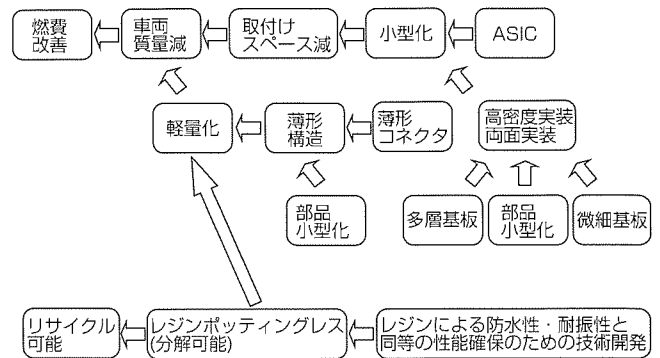 燃費
改善
車両
質量減
取付け
スペース減
小型化
ASIC
軽量化
薄形
構造
薄形
コネクタ
高密度実装
両面実装
部品
小型化
多層基板
部品
小型化
微細基板
リサイクル
可能
レジンポッティングレス
(分解可能)
レジンによる防水性・耐振性と
同等の性能確保のための技術開発